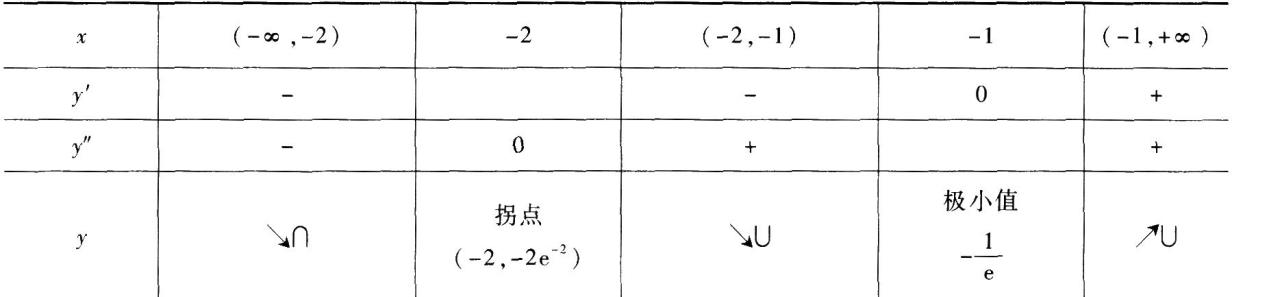 x (-∞,-2) -2 (-2,-1) -1 (-1,+∞)
y′ - - 0 +
y″ - 0 + +
y ↘∩ 拐点 (-2,-2e⁻²) ↘∪ 极小值 -1/e ↗∪